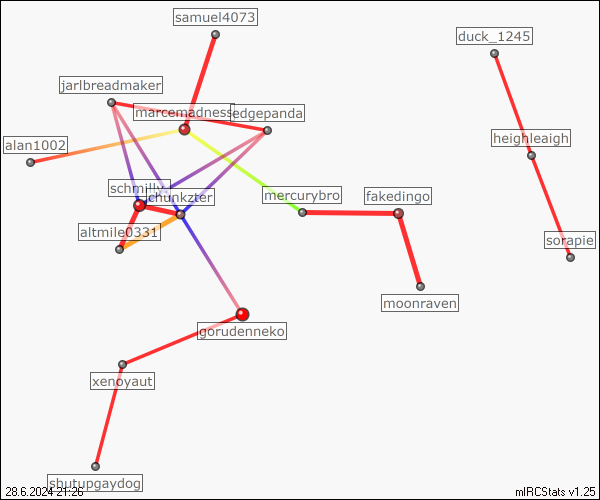 samuel4073
duck_1245
jarlbreadmaker
marcemadness
edgepanda
alan1002
heighleaigh
schmilly
chunkzter
mercurybro
fakedingo
altmile0331
sorapie
moonraven
gorudenneko
xenoyaut
shutupgaydog
28.6.2024 21:26
mIRCStats v1.25